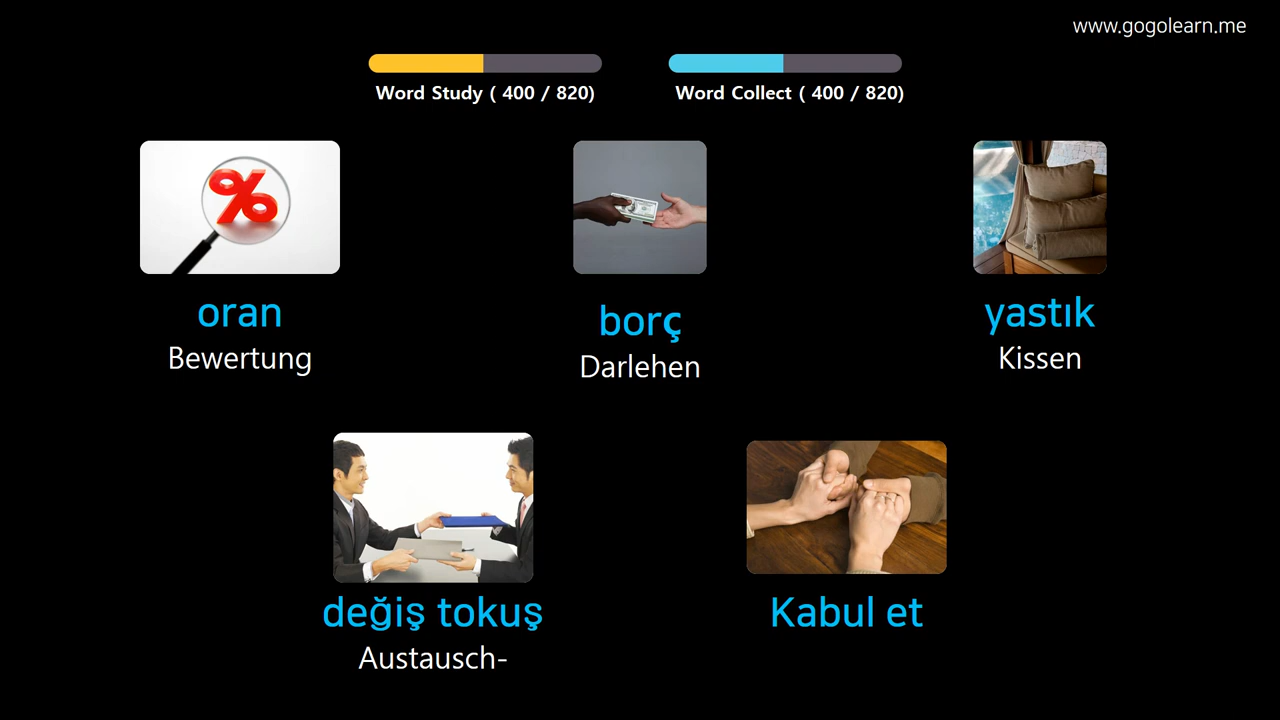 www.gogolearn.me
Word Study ( 400 / 820)
Word Collect ( 400 / 820)
oran
Bewertung
borç
Darlehen
yastık
Kissen
değiş tokuş
Austausch-
Kabul et